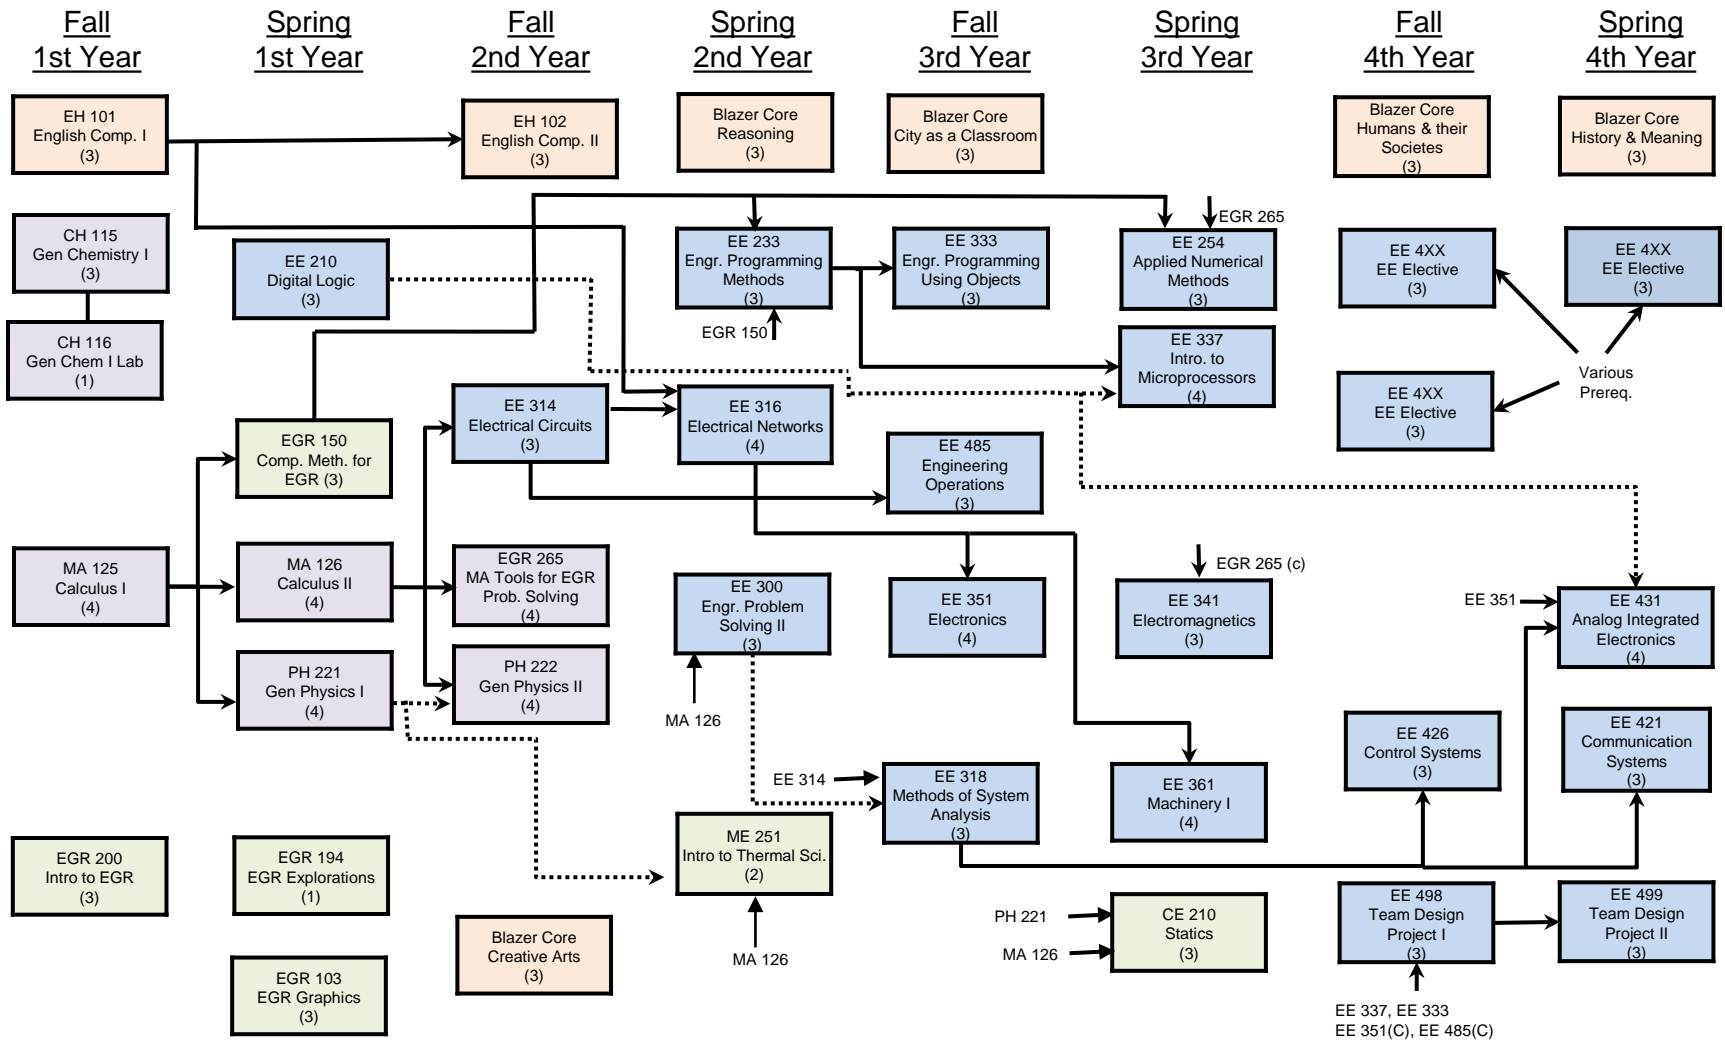 Fall
1st Year
Spring
1st Year
Fall
2nd Year
Spring
2nd Year
Fall
3rd Year
Spring
3rd Year
Fall
4th Year
Spring
4th Year
EH 101
English Comp. I
(3)
CH 115
Gen Chemistry I
(3)
CH 116
Gen Chem I Lab
(1)
MA 125
Calculus I
(4)
EGR 200
Intro to EGR
(3)
EE 210
Digital Logic
(3)
EGR 150
Comp. Meth. for
EGR (3)
MA 126
Calculus II
(4)
PH 221
Gen Physics I
(4)
EGR 194
EGR Explorations
(1)
EGR 103
EGR Graphics
(3)
EH 102
English Comp. II
(3)
EE 314
Electrical Circuits
(3)
EGR 265
MA Tools for EGR
Prob. Solving
(4)
PH 222
Gen Physics II
(4)
Blazer Core
Creative Arts
(3)
Blazer Core
Reasoning
(3)
EE 233
Engr. Programming
Methods
(3)
EGR 150
EE 316
Electrical Networks
(4)
EE 300
Engr. Problem
Solving II
(3)
MA 126
ME 251
Intro to Thermal Sci.
(2)
MA 126
Blazer Core
City as a Classroom
(3)
EE 333
Engr. Programming
Using Objects
(3)
EE 485
Engineering
Operations
(3)
EE 351
Electronics
(4)
EE 314
EE 318
Methods of System
Analysis
(3)
EGR 265
EE 254
Applied Numerical
Methods
(3)
EE 337
Intro. to
Microprocessors
(4)
EGR 265 (c)
EE 341
Electromagnetics
(3)
EE 361
Machinery I
(4)
PH 221
MA 126
CE 210
Statics
(3)
Blazer Core
Humans & their
Societes
(3)
EE 4XX
EE Elective
(3)
EE 4XX
EE Elective
(3)
EE 426
Control Systems
(3)
EE 498
Team Design
Project I
(3)
EE 337, EE 333
EE 351(C), EE 485(C)
Blazer Core
History & Meaning
(3)
EE 4XX
EE Elective
(3)
Various
Prereq.
EE 351
EE 431
Analog Integrated
Electronics
(4)
EE 421
Communication
Systems
(3)
EE 499
Team Design
Project II
(3)